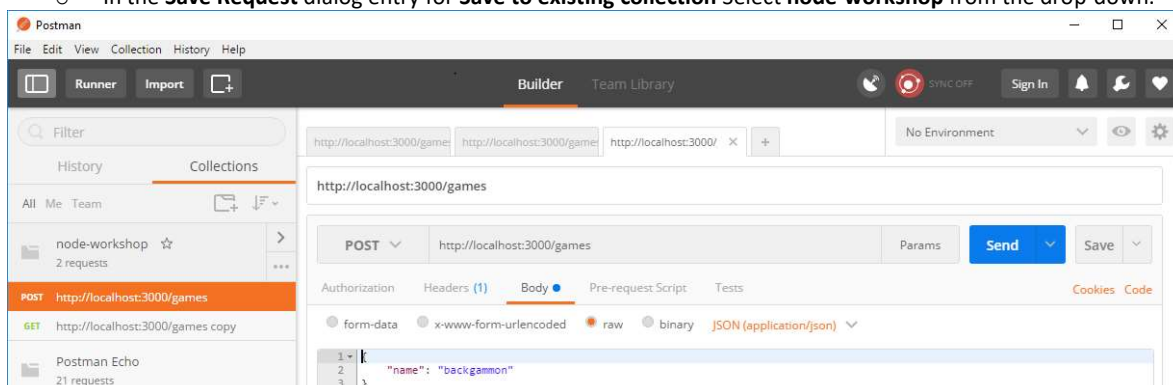 o In the Save Request dialog entry for Save to existing collection Select node-workshop from the drop-down.
Postman
File Edit View Collection History Help
Runner Import Builder Team Library SYNC OFF Sign In
Filter
http://localhost:3000/game http://localhost:3000/game http://localhost:3000/ × +
No Environment
History Collections
http://localhost:3000/games
All Me Team
node-workshop
2 requests
POST http://localhost:3000/games Params Send Save
Authorization Headers (1) Body Pre-request Script Tests Cookies Code
POST http://localhost:3000/games
GET http://localhost:3000/games copy
form-data x-www-form-urlencoded raw binary JSON (application/json)
Postman Echo
21 requests
1 {
2 "name": "backgammon"
3 }